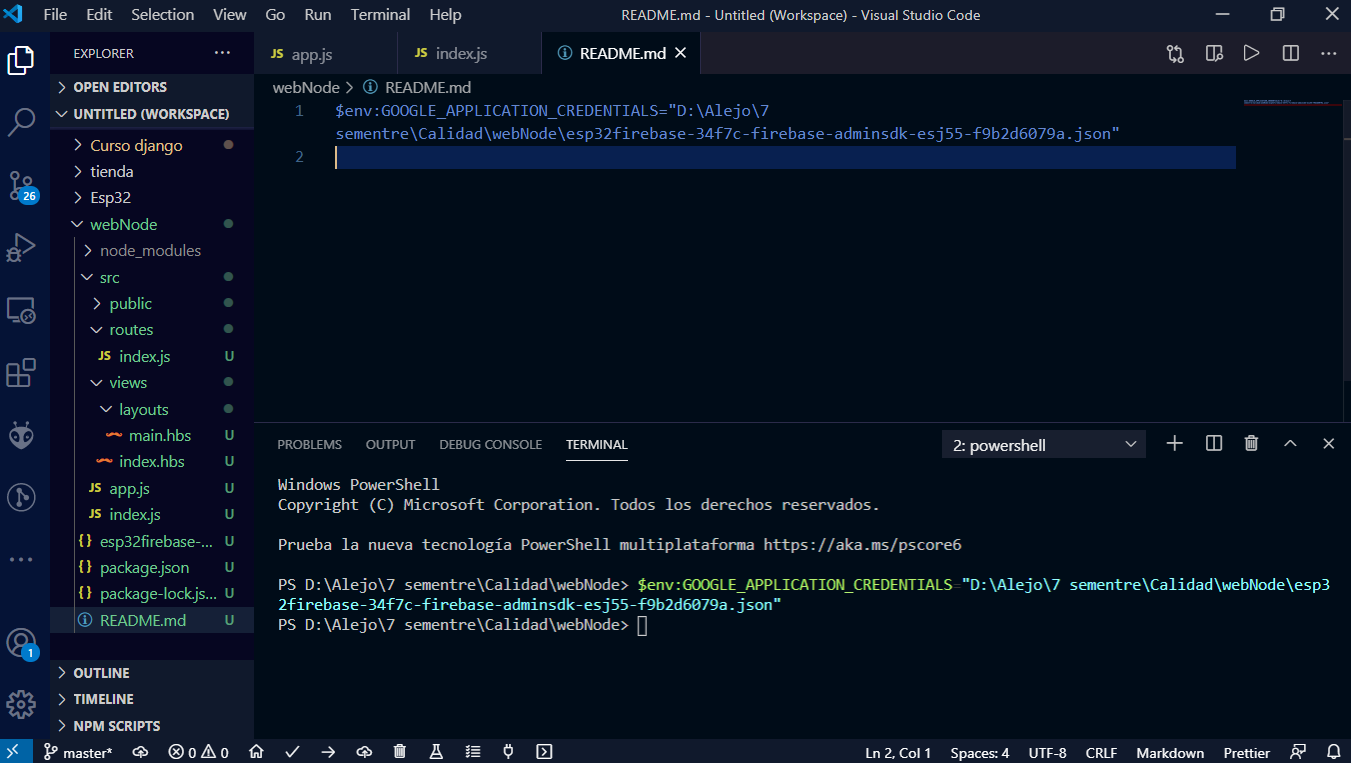 File Edit Selection View Go Run Terminal Help README.md - Untitled (Workspace) - Visual Studio Code
EXPLORER ···
OPEN EDITORS
UNTITLED (WORKSPACE)
Curso django
tienda
Esp32
webNode
node_modules
src
public
routes
JS index.js U
views
layouts
main.hbs U
index.hbs U
JS app.js U
JS index.js U
{} esp32firebase-... U
{} package.json U
{} package-lock.js... U
README.md U
OUTLINE
TIMELINE
NPM SCRIPTS
26
1
JS app.js JS index.js README.md
webNode > README.md
1 $env:GOOGLE_APPLICATION_CREDENTIALS="D:\Alejo\7
sementre\Calidad\webNode\esp32firebase-34f7c-firebase-adminsdk-esj55-f9b2d6079a.json"
2
PROBLEMS OUTPUT DEBUG CONSOLE TERMINAL 2: powershell
Windows PowerShell
Copyright (C) Microsoft Corporation. Todos los derechos reservados.
Prueba la nueva tecnología PowerShell multiplataforma https://aka.ms/pscore6
PS D:\Alejo\7 sementre\Calidad\webNode> $env:GOOGLE_APPLICATION_CREDENTIALS="D:\Alejo\7 sementre\Calidad\webNode\esp3
2firebase-34f7c-firebase-adminsdk-esj55-f9b2d6079a.json"
PS D:\Alejo\7 sementre\Calidad\webNode>
master* 0 0 Ln 2, Col 1 Spaces: 4 UTF-8 CRLF Markdown Prettier